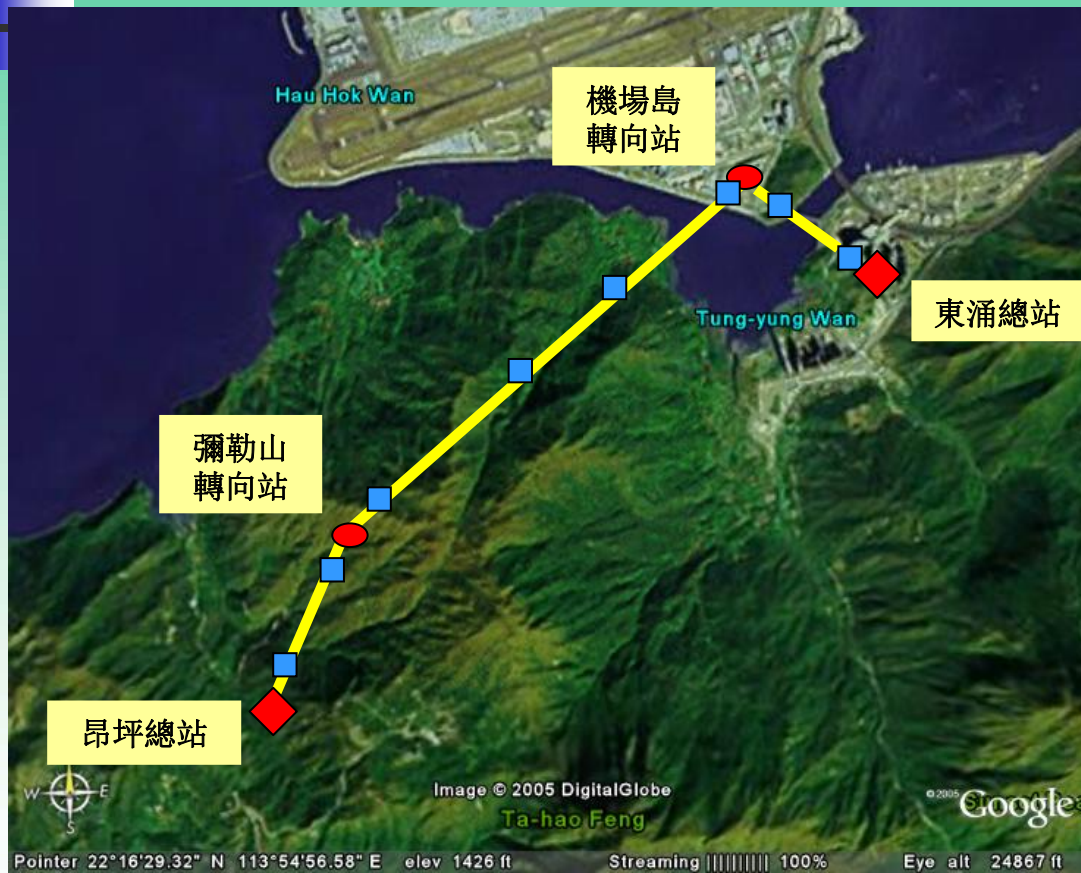 Hau Hok Wan
機場島
轉向站
Tung-yung Wan
東涌總站
彌勒山
轉向站
昂坪總站
W E
S
Image © 2005 DigitalGlobe
Ta-hao Feng
© 2005 Google
Pointer 22°16'29.32" N 113°54'56.58" E elev 1426 ft Streaming |||||||||| 100% Eye alt 24867 ft